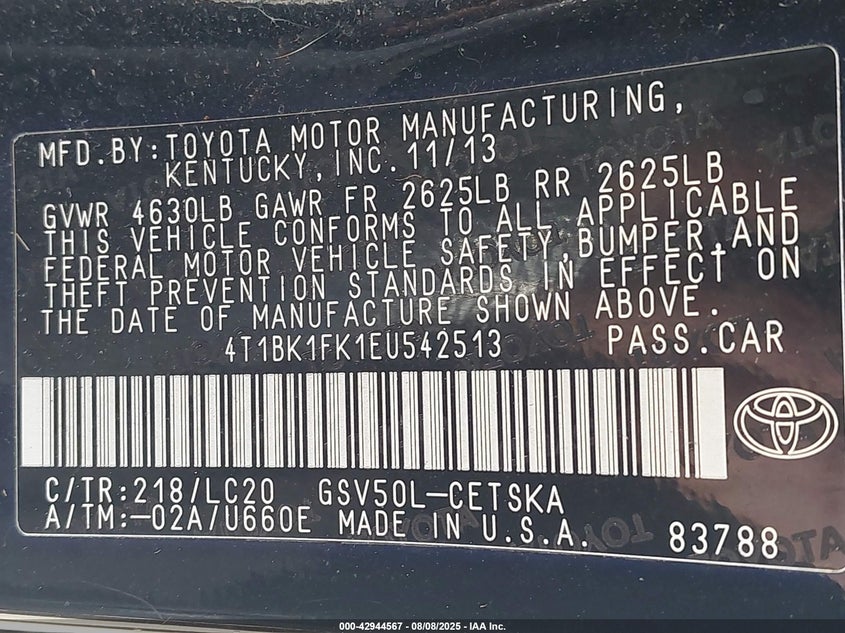 MFD.BY:TOYOTA MOTOR MANUFACTURING,
KENTUCKY,INC.11/13
GVWR 4630LB GAWR FR 2625LB RR 2625LB
THIS VEHICLE CONFORMS TO ALL APPLICABLE
FEDERAL MOTOR VEHICLE SAFETY,BUMPER,AND
THEFT PREVENTION STANDARDS IN EFFECT ON
THE DATE OF MANUFACTURE SHOWN ABOVE.
4T1BK1FK1EU542513 PASS.CAR
C/TR:218/LC20 GSV50L-CETSKA
A/TM:-02A/U660E MADE IN U.S.A. 83788
000-42944567 - 08/08/2025 - IAA Inc.